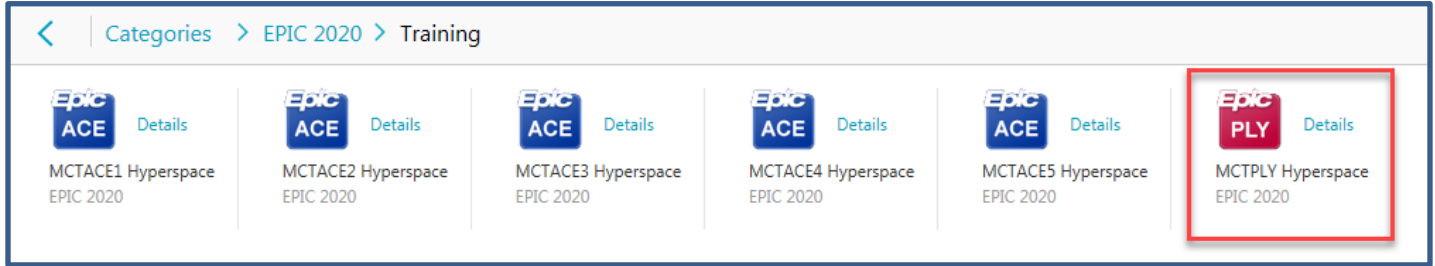 Categories > EPIC 2020 > Training
Epic
ACE
Details
MCTACE1 Hyperspace
EPIC 2020
Epic
ACE
Details
MCTACE2 Hyperspace
EPIC 2020
Epic
ACE
Details
MCTACE3 Hyperspace
EPIC 2020
Epic
ACE
Details
MCTACE4 Hyperspace
EPIC 2020
Epic
ACE
Details
MCTACE5 Hyperspace
EPIC 2020
Epic
PLY
Details
MCTPLY Hyperspace
EPIC 2020